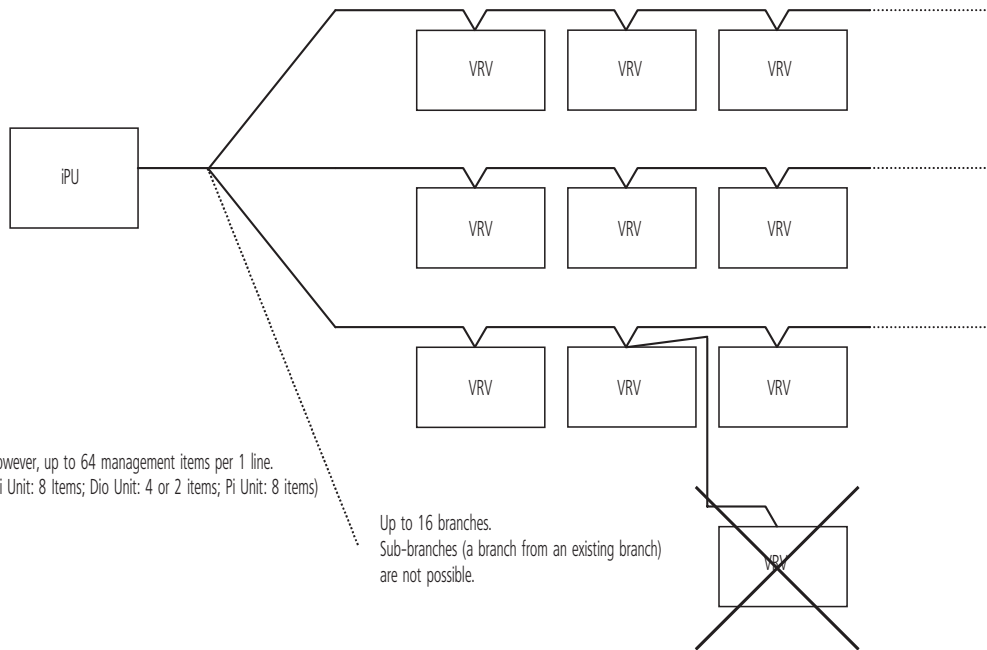 VRV VRV VRV
iPU
VRV VRV VRV
VRV VRV VRV
owever, up to 64 management items per 1 line.
i Unit: 8 Items; Dio Unit: 4 or 2 items; Pi Unit: 8 items)
Up to 16 branches.
Sub-branches (a branch from an existing branch)
are not possible.
VRV